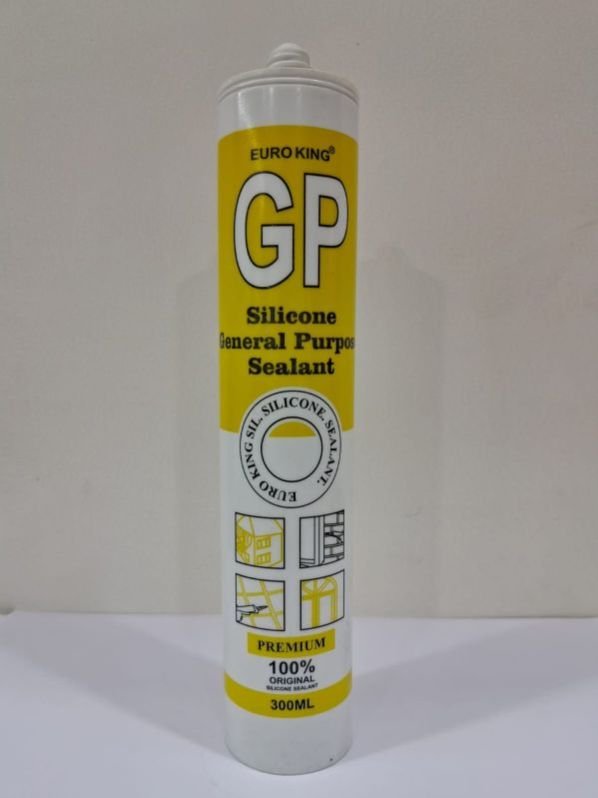 EURO KING®
GP
Silicone
General Purpos
Sealant
EURO KING SIL. SILICONE. SEALANT.
PREMIUM
100%
ORIGINAL
SILICONE SEALANT
300ML